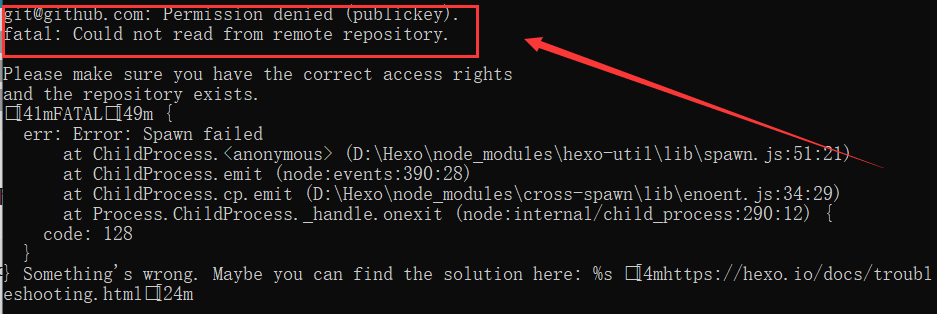 git@github.com: Permission denied (publickey).
fatal: Could not read from remote repository.
Please make sure you have the correct access rights
and the repository exists.
□[41mFATAL□[49m {
err: Error: Spawn failed
at ChildProcess.<anonymous> (D:\Hexo\node_modules\hexo-util\lib\spawn.js:51:21)
at ChildProcess.emit (node:events:390:28)
at ChildProcess.cp.emit (D:\Hexo\node_modules\cross-spawn\lib\enoent.js:34:29)
at Process.ChildProcess._handle.onexit (node:internal/child_process:290:12) {
code: 128
}
} Something's wrong. Maybe you can find the solution here: %s □[4mhttps://hexo.io/docs/troubl
eshooting.html□[24m